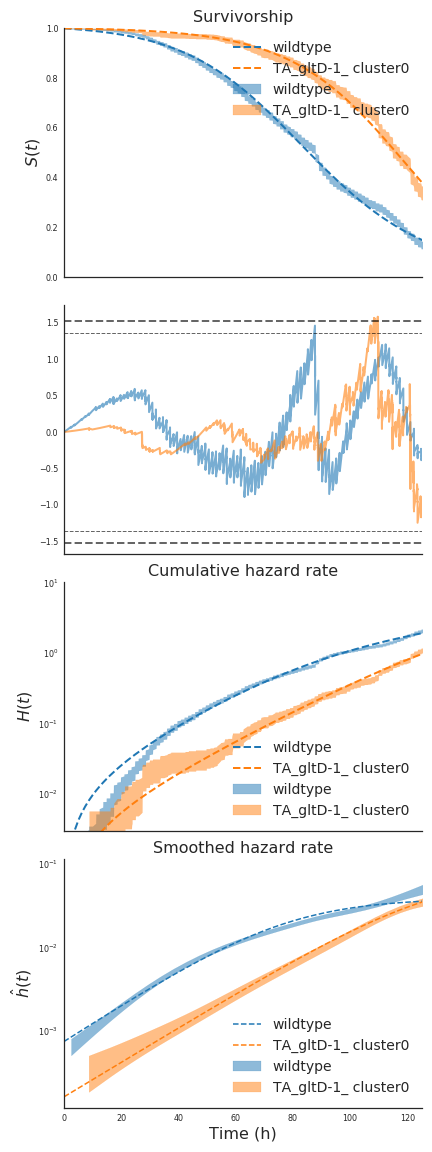 Survivorship
1.0
0.8
0.6
0.4
0.2
0.0
S(t)
wildtype
TA_gltD-1_ cluster0
wildtype
TA_gltD-1_ cluster0
1.5
1.0
0.5
0.0
−0.5
−1.0
−1.5
Cumulative hazard rate
10¹
10⁰
10⁻¹
10⁻²
H(t)
wildtype
TA_gltD-1_ cluster0
wildtype
TA_gltD-1_ cluster0
Smoothed hazard rate
10⁻¹
10⁻²
10⁻³
ĥ(t)
wildtype
TA_gltD-1_ cluster0
wildtype
TA_gltD-1_ cluster0
0 20 40 60 80 100 120
Time (h)